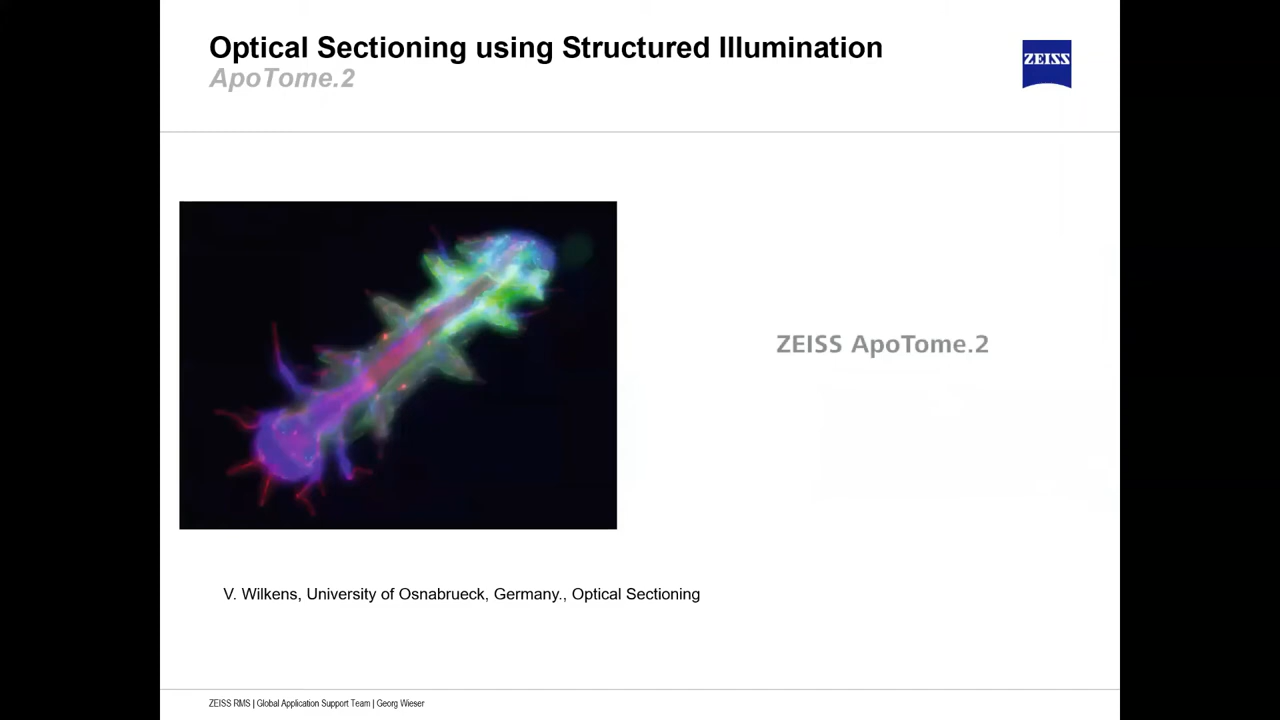 Optical Sectioning using Structured Illumination
ApoTome.2
ZEISS
ZEISS ApoTome.2
V. Wilkens, University of Osnabrueck, Germany., Optical Sectioning
ZEISS RMS | Global Application Support Team | Georg Wieser